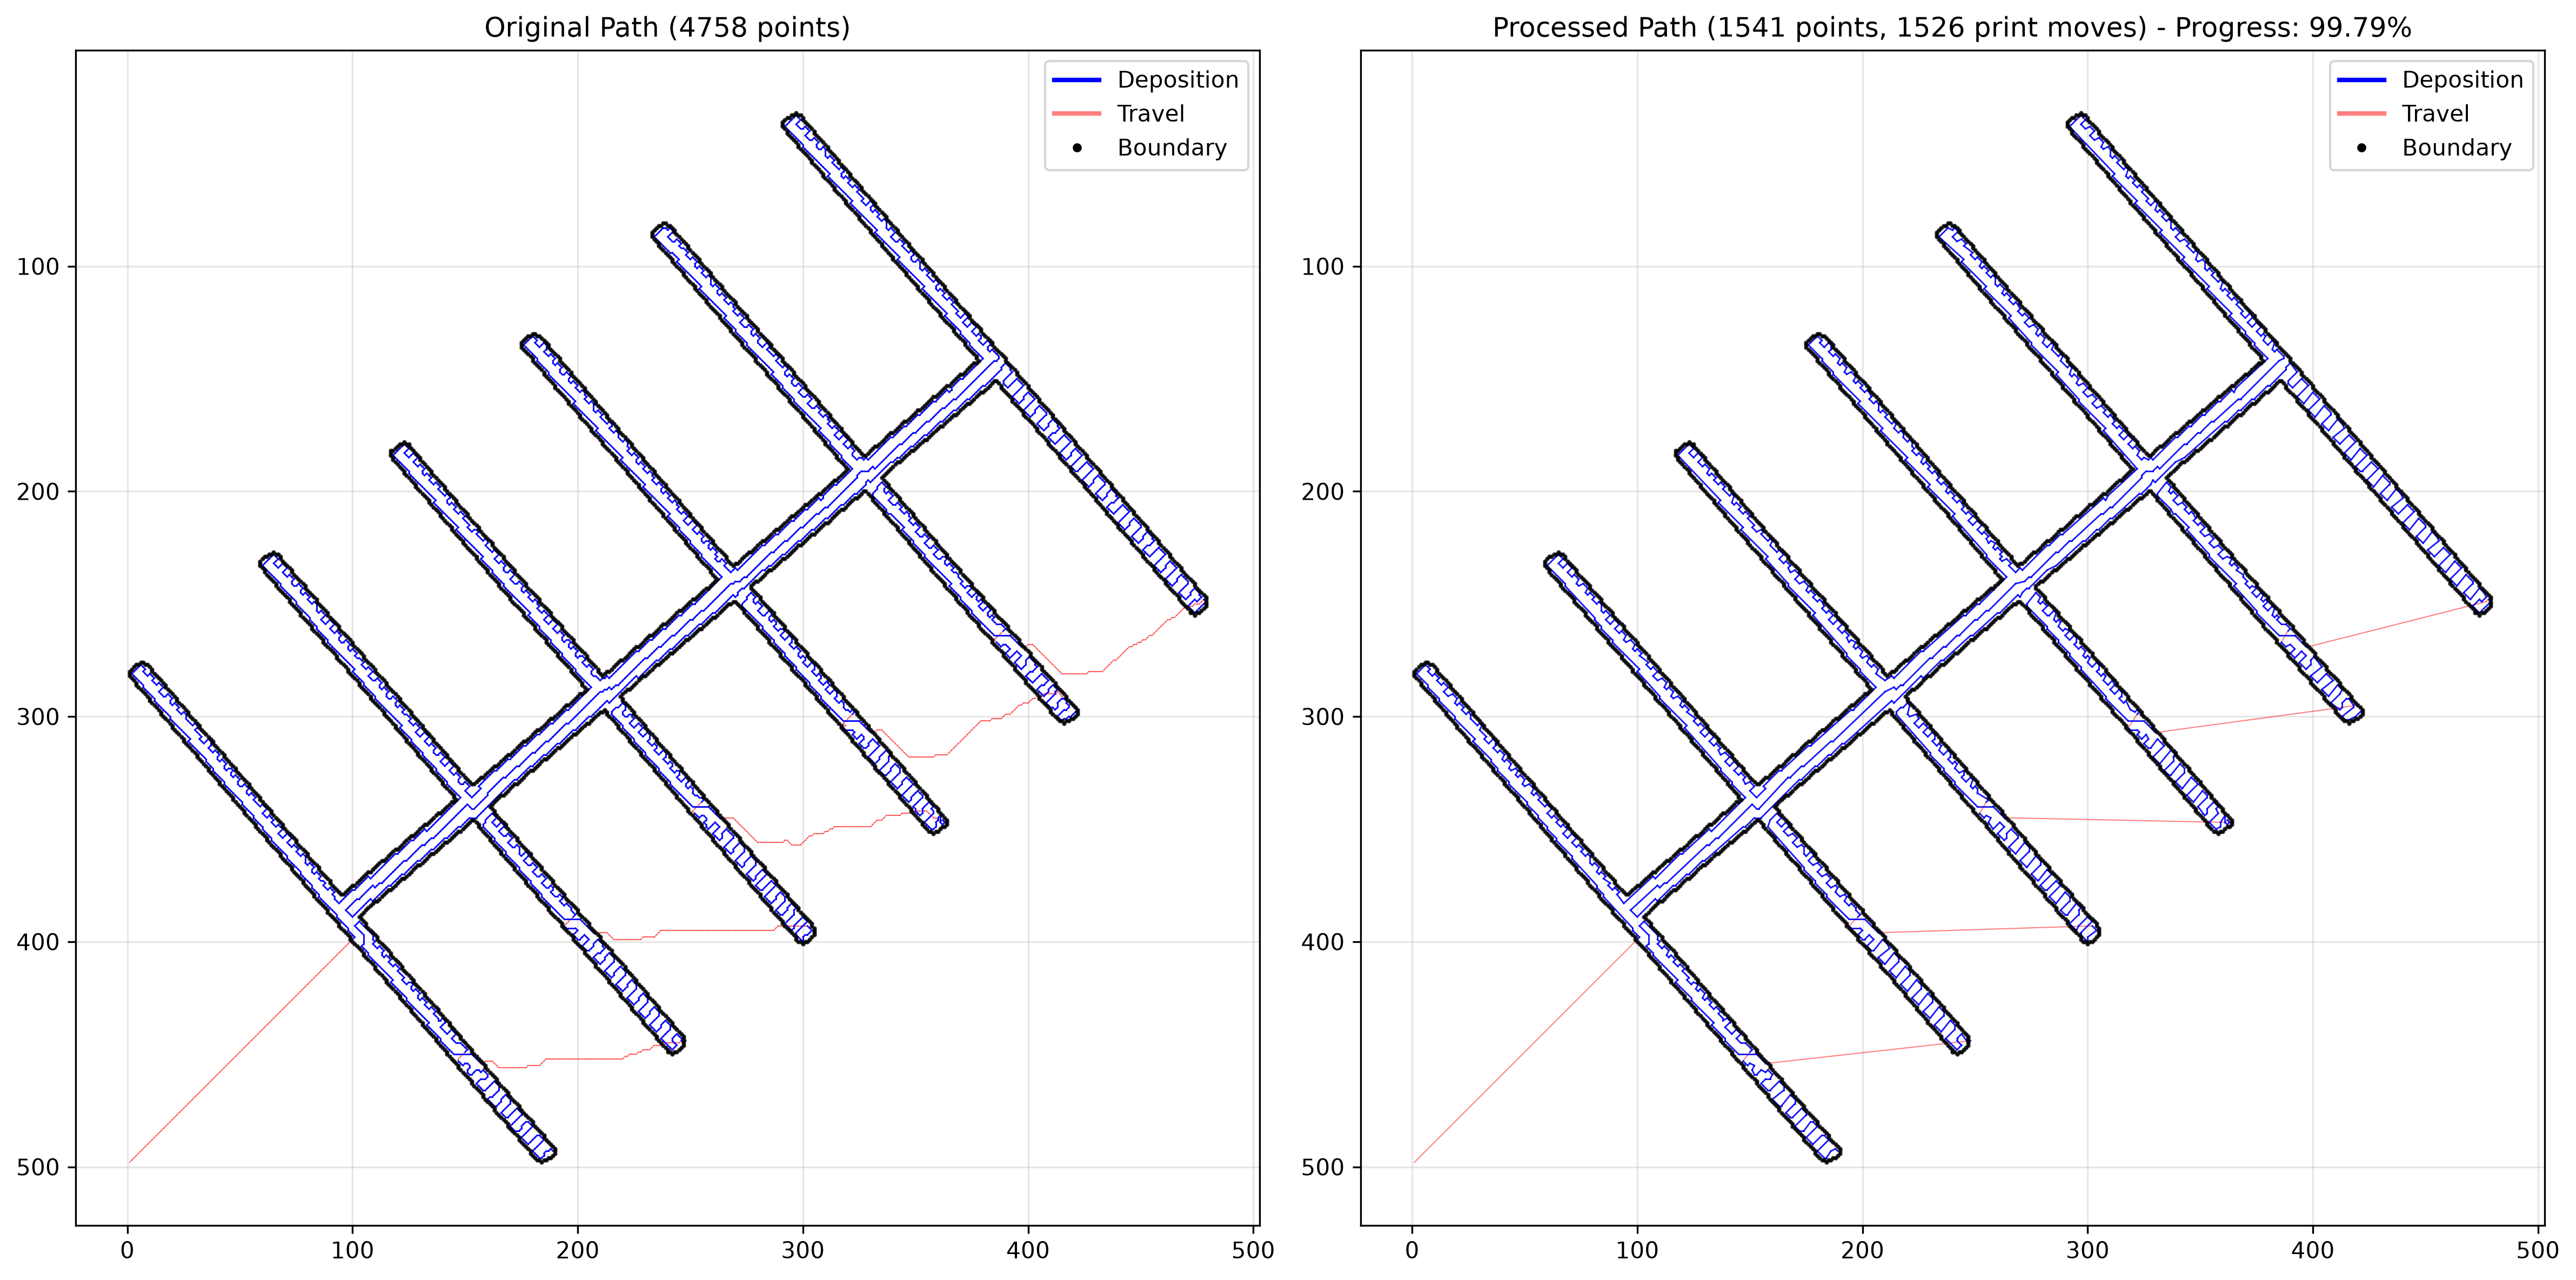 Original Path (4758 points)
Deposition
Travel
Boundary
100
200
300
400
500
0 100 200 300 400 500
Processed Path (1541 points, 1526 print moves) - Progress: 99.79%
Deposition
Travel
Boundary
100
200
300
400
500
0 100 200 300 400 500